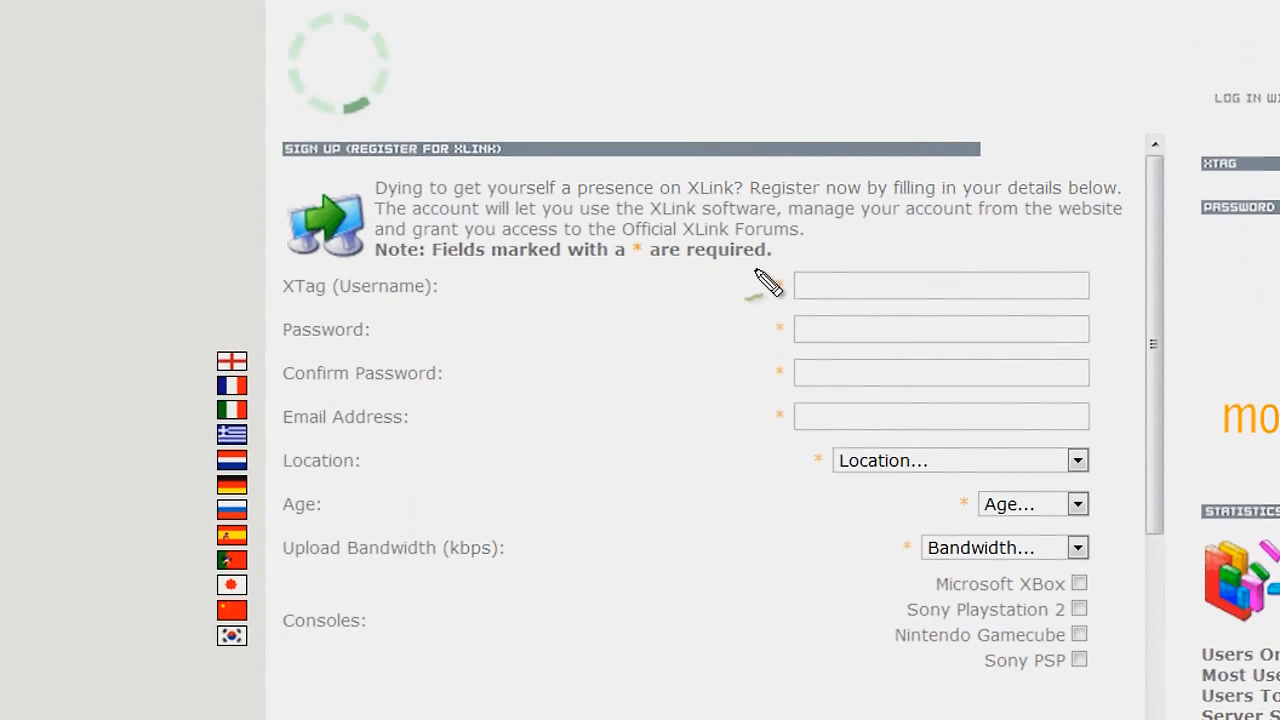 LOG IN
SIGN UP (REGISTER FOR XLINK)
Dying to get yourself a presence on XLink? Register now by filling in your details below.
The account will let you use the XLink software, manage your account from the website
and grant you access to the Official XLink Forums.
Note: Fields marked with a * are required.
XTAG
PASSWORD
XTag (Username):
Password: *
Confirm Password: *
Email Address: *
Location: * Location...
Age: * Age...
Upload Bandwidth (kbps): * Bandwidth...
Consoles:
Microsoft XBox
Sony Playstation 2
Nintendo Gamecube
Sony PSP
mo
STATISTICS
Users
Most
Users
Server